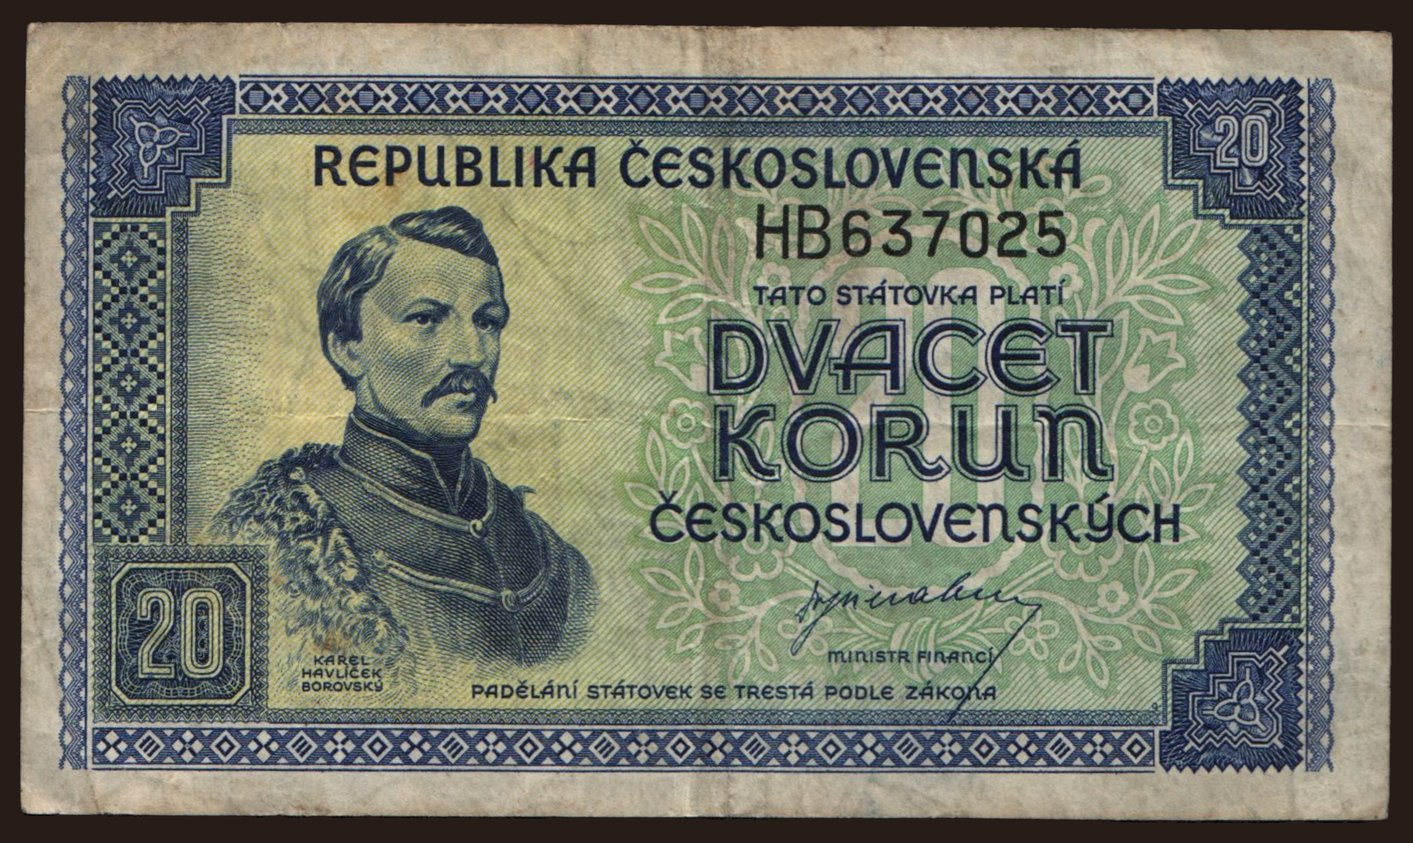 20
REPUBLIKA ČESKOSLOVENSKÁ
HB637025
TATO STÁTOVKA PLATÍ
20
DVACET
KORUN
ČESKOSLOVENSKÝCH
20
KAREL
HAVLÍČEK
BOROVSKÝ
MINISTR FINANCÍ
PADĚLÁNÍ STÁTOVEK SE TRESTÁ PODLE ZÁKONA